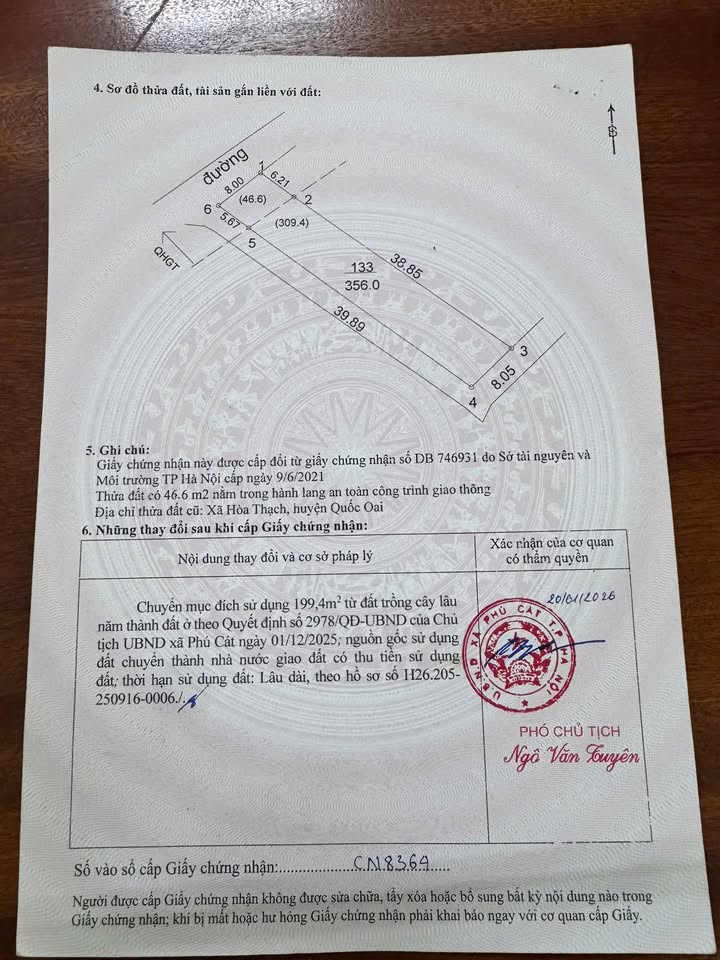 4. Sơ đồ thửa đất, tài sản gắn liền với đất:
B
đường
1
8.00
6.21
(46.6)
2
6
5.67
(309.4)
5
QHGT
133
356.0
38.85
39.89
3
8.05
4
5. Ghi chú:
Giấy chứng nhận này được cấp đổi từ giấy chứng nhận số DB 746931 do Sở tài nguyên và
Môi trường TP Hà Nội cấp ngày 9/6/2021
Thửa đất có 46.6 m2 nằm trong hành lang an toàn công trình giao thông
Địa chỉ thửa đất cũ: Xã Hòa Thạch, huyện Quốc Oai
6. Những thay đổi sau khi cấp Giấy chứng nhận:
Nội dung thay đổi và cơ sở pháp lý
Xác nhận của cơ quan
có thẩm quyền
Chuyển mục đích sử dụng 199,4m² từ đất trồng cây lâu
năm thành đất ở theo Quyết định số 2978/QĐ-UBND của Chủ
tịch UBND xã Phú Cát ngày 01/12/2025; nguồn gốc sử dụng
đất chuyển thành nhà nước giao đất có thu tiền sử dụng
đất; thời hạn sử dụng đất: Lâu dài, theo hồ sơ số H26.205-
250916-0006./.
20/01/2026
U.B.N.D XÃ PHÚ CÁT T.P HÀ NỘI
PHÓ CHỦ TỊCH
Ngô Văn Tuyên
Số vào sổ cấp Giấy chứng nhận:.....................CN8364.....
Người được cấp Giấy chứng nhận không được sửa chữa, tẩy xóa hoặc bổ sung bất kỳ nội dung nào trong
Giấy chứng nhận; khi bị mất hoặc hư hỏng Giấy chứng nhận phải khai báo ngay với cơ quan cấp Giấy.